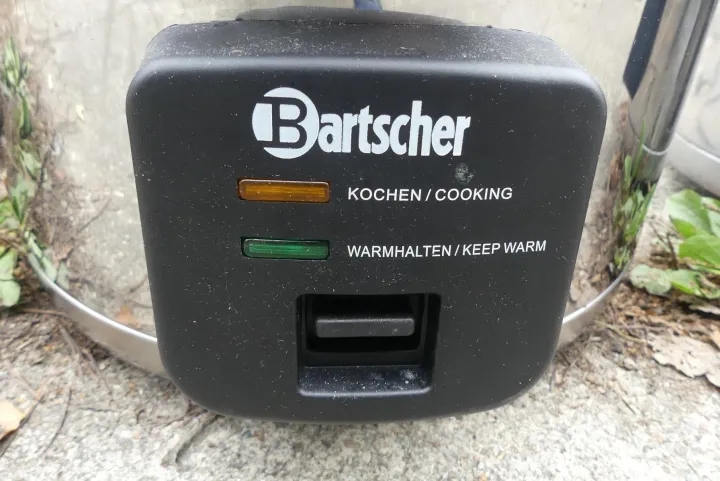 Bartscher
KOCHEN / COOKING
WARMHALTEN / KEEP WARM